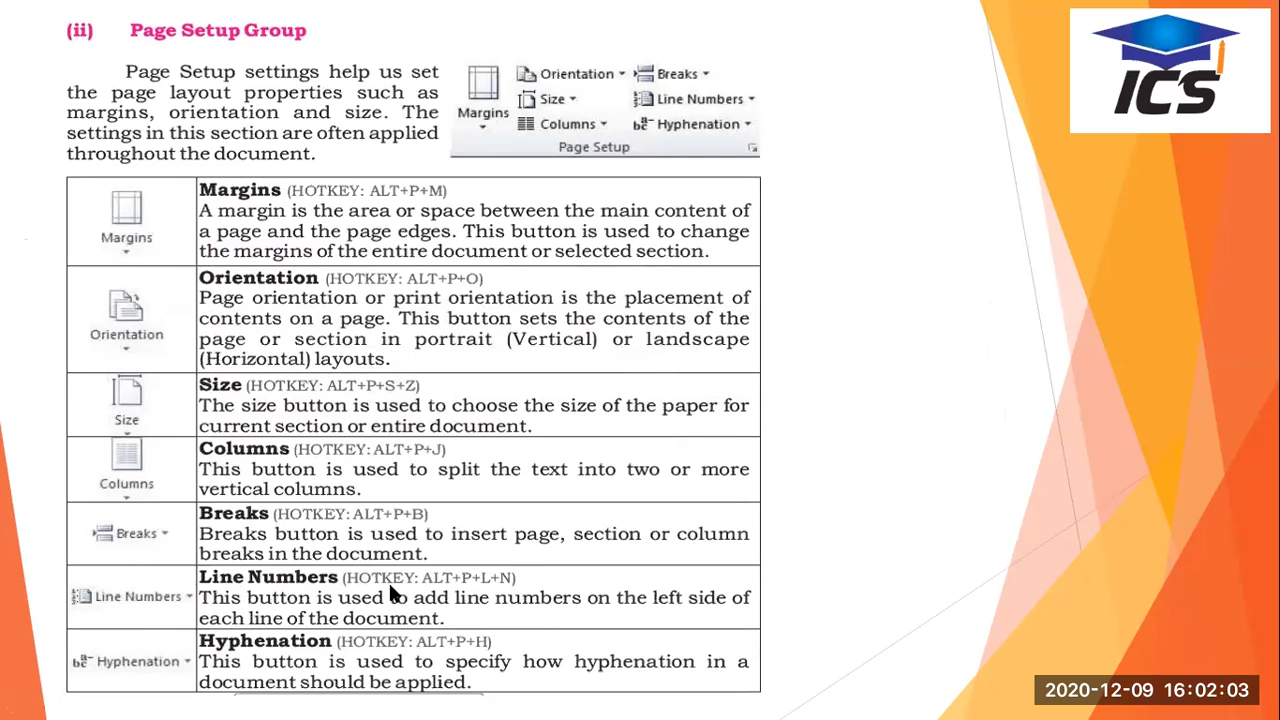 (ii) Page Setup Group
Page Setup settings help us set
the page layout properties such as
margins, orientation and size. The
settings in this section are often applied
throughout the document.
Margins
Orientation
Size
Columns
Breaks
Line Numbers
Hyphenation
Page Setup
ICS
Margins
Margins (HOTKEY: ALT+P+M)
A margin is the area or space between the main content of
a page and the page edges. This button is used to change
the margins of the entire document or selected section.
Orientation
Orientation (HOTKEY: ALT+P+O)
Page orientation or print orientation is the placement of
contents on a page. This button sets the contents of the
page or section in portrait (Vertical) or landscape
(Horizontal) layouts.
Size
Size (HOTKEY: ALT+P+S+Z)
The size button is used to choose the size of the paper for
current section or entire document.
Columns
Columns (HOTKEY: ALT+P+J)
This button is used to split the text into two or more
vertical columns.
Breaks
Breaks (HOTKEY: ALT+P+B)
Breaks button is used to insert page, section or column
breaks in the document.
Line Numbers
Line Numbers (HOTKEY: ALT+P+L+N)
This button is used to add line numbers on the left side of
each line of the document.
Hyphenation
Hyphenation (HOTKEY: ALT+P+H)
This button is used to specify how hyphenation in a
document should be applied.
2020-12-09 16:02:03